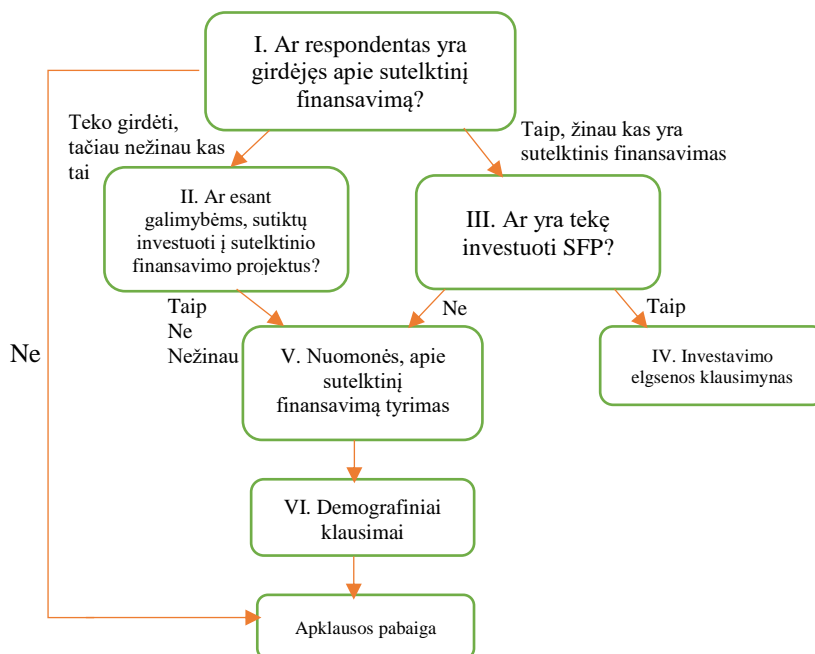 I. Ar respondentas yra
girdėjęs apie sutelktinį
finansavimą?
Teko girdėti,
tačiau nežinau kas
tai
Taip, žinau kas yra
sutelktinis finansavimas
II. Ar esant
galimybėms, sutiktų
investuoti į sutelktinio
finansavimo projektus?
III. Ar yra tekę
investuoti SFP?
Taip
Ne
Nežinau
Ne
Taip
Ne
V. Nuomonės, apie
sutelktinį
finansavimą tyrimas
IV. Investavimo
elgsenos klausimynas
VI. Demografiniai
klausimai
Apklausos pabaiga